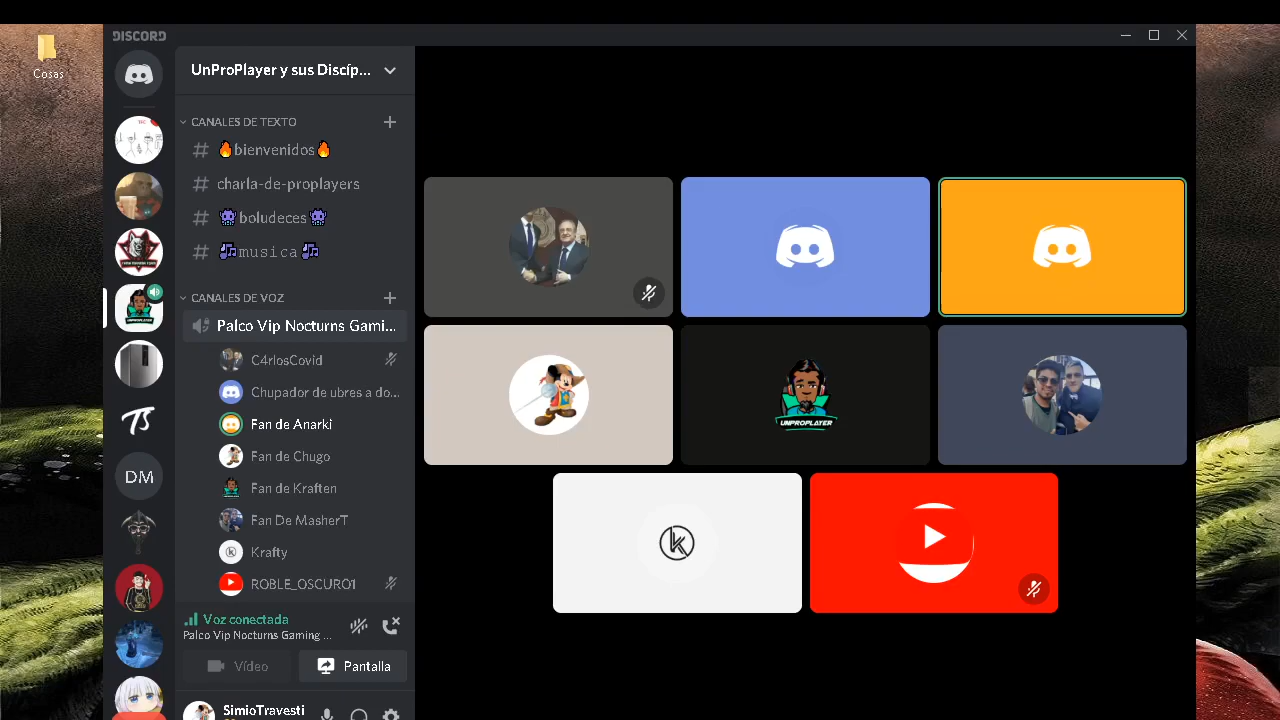 Cosas
DISCORD
UnProPlayer y sus Discíp...
CANALES DE TEXTO
🔥bienvenidos🔥
charla-de-proplayers
👾boludeces👾
🎶musica🎶
CANALES DE VOZ
Palco Vip Nocturns Gami...
C4rlosCovid
Chupador de ubres a do...
Fan de Anarki
Fan de Chugo
Fan de Kraften
Fan De MasherT
Krafty
ROBLE_OSCURO1
Voz conectada
Palco Vip Nocturns Gaming ...
Vídeo
Pantalla
SimioTravesti
TS
DM
UNPROPLAYER
k